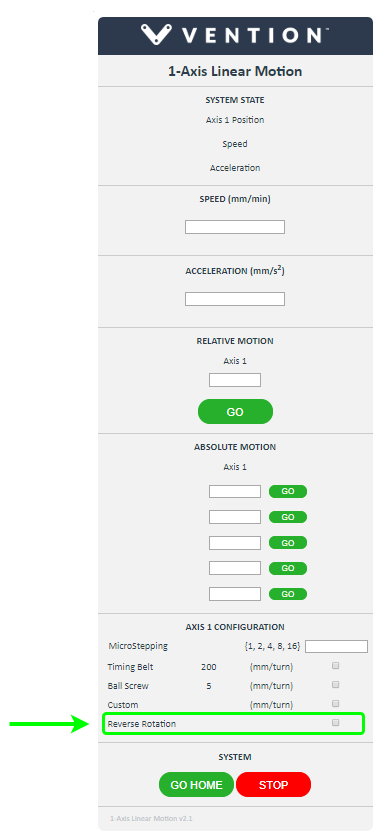 VENTION™
1-Axis Linear Motion
SYSTEM STATE
Axis 1 Position
Speed
Acceleration
SPEED (mm/min)
ACCELERATION (mm/s²)
RELATIVE MOTION
Axis 1
GO
ABSOLUTE MOTION
Axis 1
GO
GO
GO
GO
GO
AXIS 1 CONFIGURATION
MicroStepping {1, 2, 4, 8, 16}
Timing Belt 200 (mm/turn)
Ball Screw 5 (mm/turn)
Custom (mm/turn)
Reverse Rotation
SYSTEM
GO HOME STOP
1-Axis Linear Motion v2.1